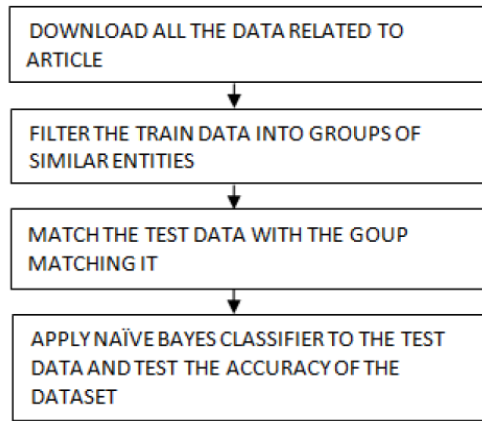 DOWNLOAD ALL THE DATA RELATED TO
ARTICLE
FILTER THE TRAIN DATA INTO GROUPS OF
SIMILAR ENTITIES
MATCH THE TEST DATA WITH THE GOUP
MATCHING IT
APPLY NAÏVE BAYES CLASSIFIER TO THE TEST
DATA AND TEST THE ACCURACY OF THE
DATASET